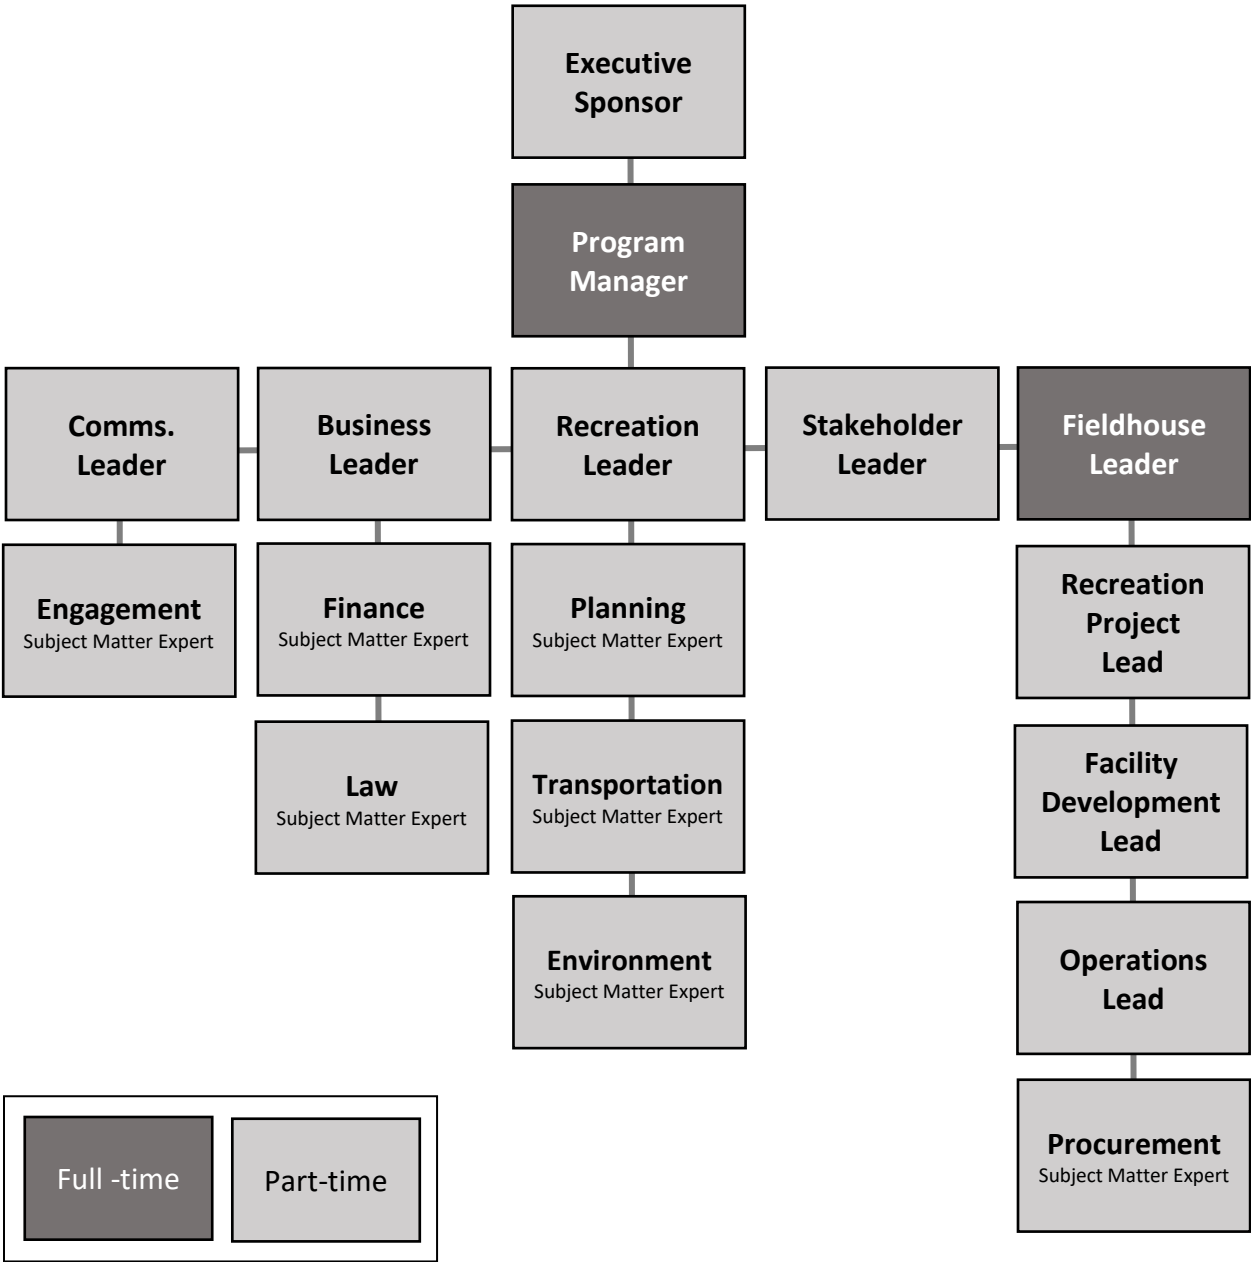 Executive
Sponsor
Program
Manager
Comms.
Leader
Business
Leader
Recreation
Leader
Stakeholder
Leader
Fieldhouse
Leader
Engagement
Subject Matter Expert
Finance
Subject Matter Expert
Planning
Subject Matter Expert
Recreation
Project
Lead
Law
Subject Matter Expert
Transportation
Subject Matter Expert
Facility
Development
Lead
Environment
Subject Matter Expert
Operations
Lead
Procurement
Subject Matter Expert
Full -time
Part-time